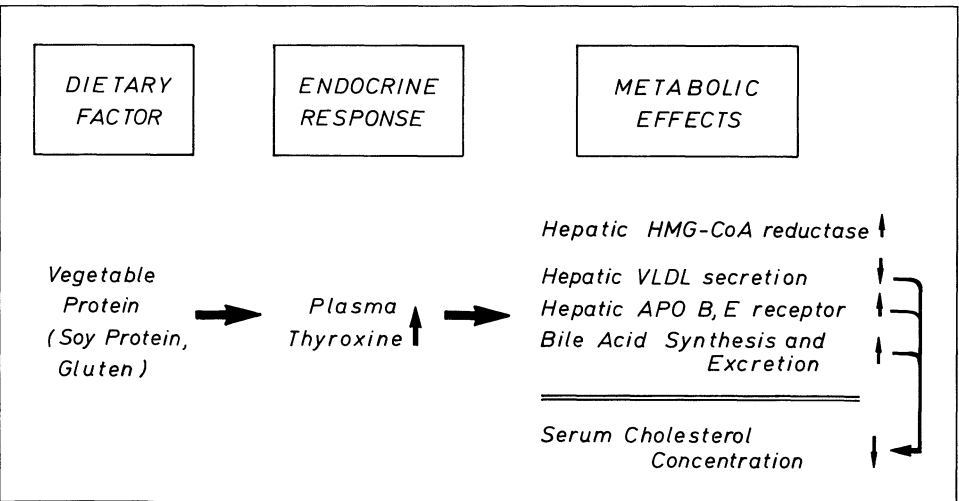 DIETARY
FACTOR
ENDOCRINE
RESPONSE
METABOLIC
EFFECTS
Vegetable
Protein
(Soy Protein,
Gluten)
Plasma
Thyroxine
Hepatic HMG-CoA reductase
Hepatic VLDL secretion
Hepatic APO B, E receptor
Bile Acid Synthesis and
Excretion
Serum Cholesterol
Concentration